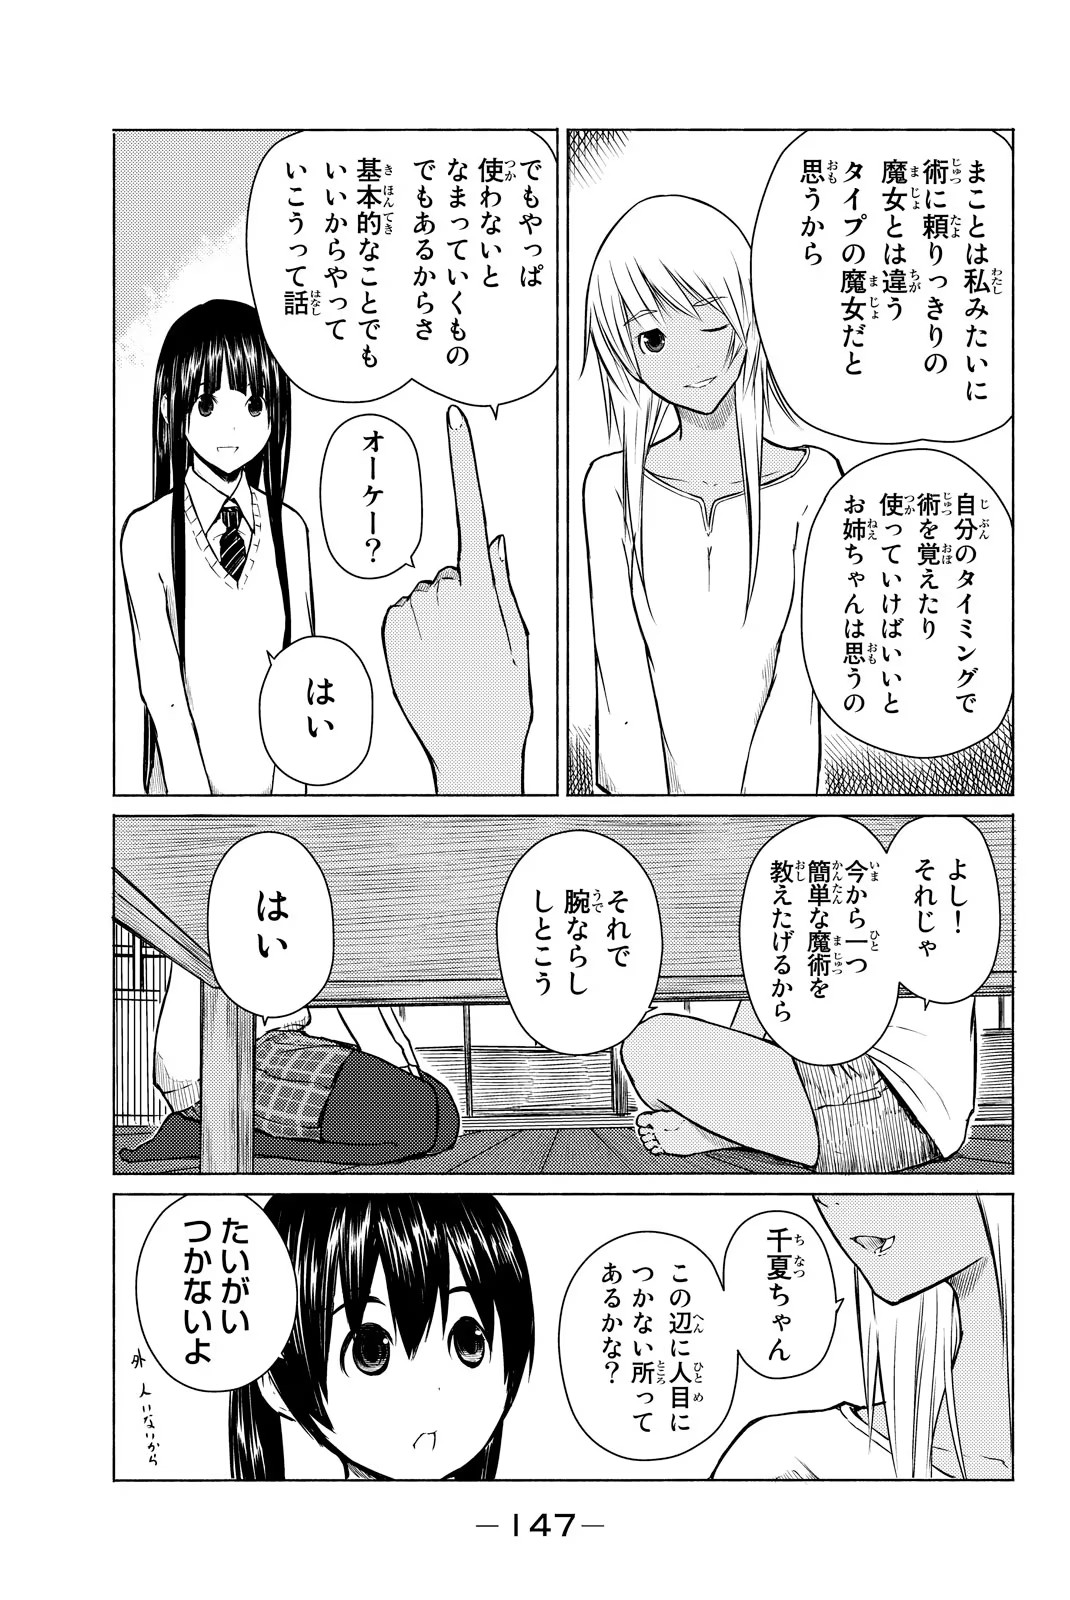 まことは私みたいに
術に頼りっきりの
魔女とは違う
タイプの魔女だと
思うから
自分のタイミングで
術を覚えたり
使っていけばいいと
お姉ちゃんは思うの
でもやっぱ
使わないと
なまっていくもの
でもあるからさ
基本的なことでも
いいからやって
いこうって話
オーケー?
はい
よし!
それじゃ
今から一つ
簡単な魔術を
教えたげるから
それで
腕ならし
しとこう
はい
千夏ちゃん
この辺に人目に
つかない所って
あるかな?
たいがい
つかないよ
外人いないから
—147—